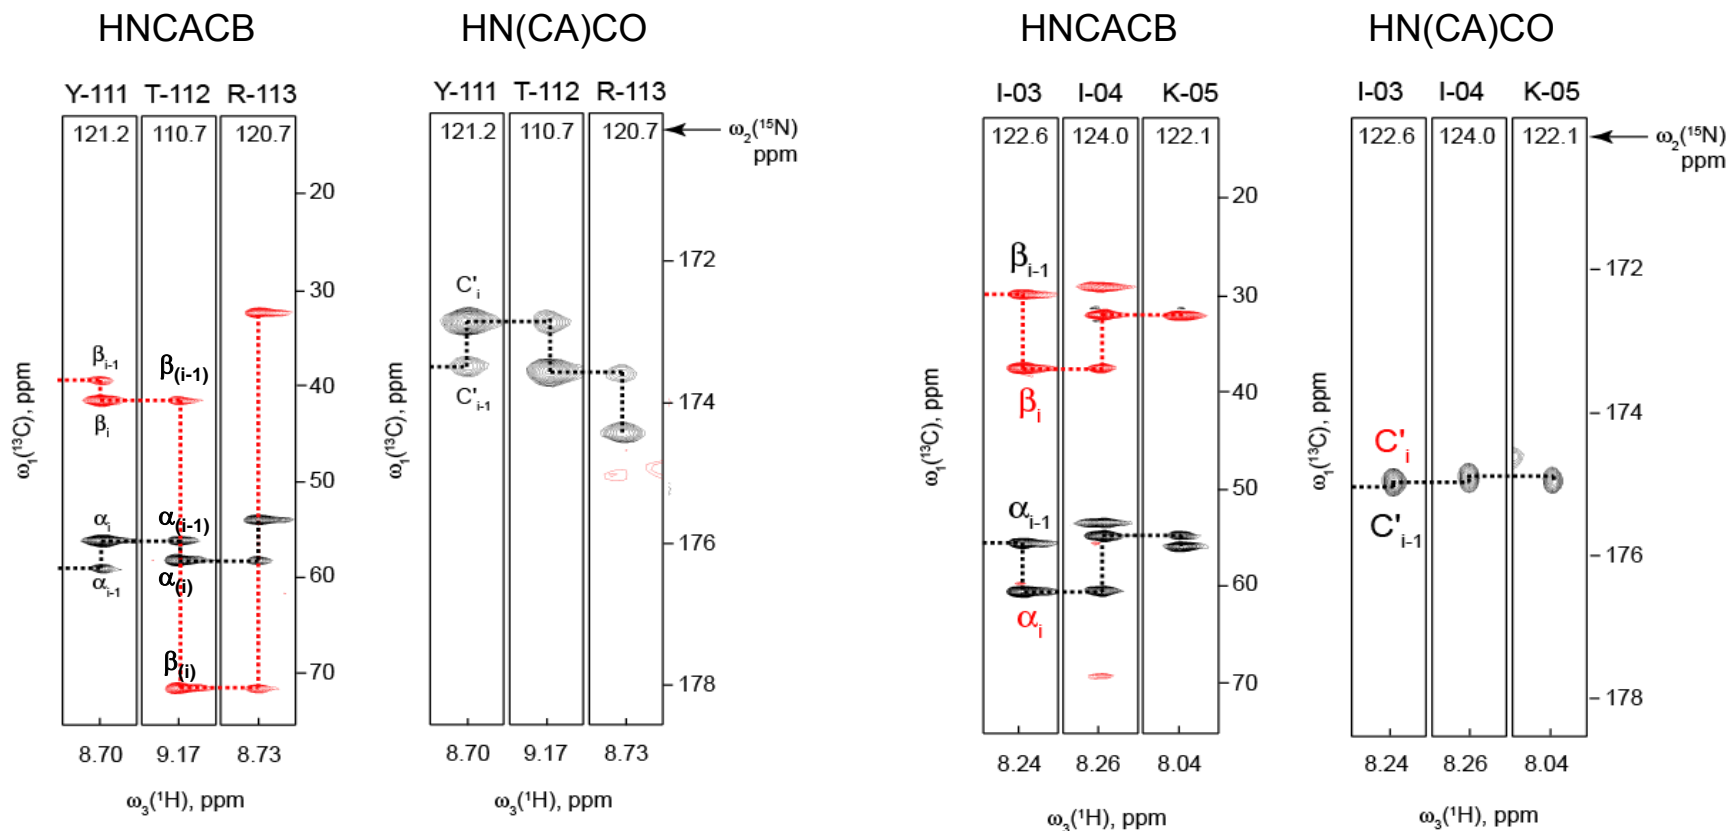 HNCACB
HN(CA)CO
HNCACB
HN(CA)CO
Y-111 T-112 R-113
121.2 110.7 120.7
20
30
40
50
60
70
ω1(13C), ppm
βi-1
βi
αi
αi-1
β(i-1)
α(i-1)
α(i)
β(i)
8.70 9.17 8.73
ω3(1H), ppm
Y-111 T-112 R-113
121.2 110.7 120.7
ω2(15N)
ppm
172
174
176
178
ω1(13C), ppm
C'i
C'i-1
8.70 9.17 8.73
ω3(1H), ppm
I-03 I-04 K-05
122.6 124.0 122.1
20
30
40
50
60
70
ω1(13C), ppm
βi-1
βi
αi-1
αi
8.24 8.26 8.04
ω3(1H), ppm
I-03 I-04 K-05
122.6 124.0 122.1
ω2(15N)
ppm
172
174
176
178
ω1(13C), ppm
C'i
C'i-1
8.24 8.26 8.04
ω3(1H), ppm